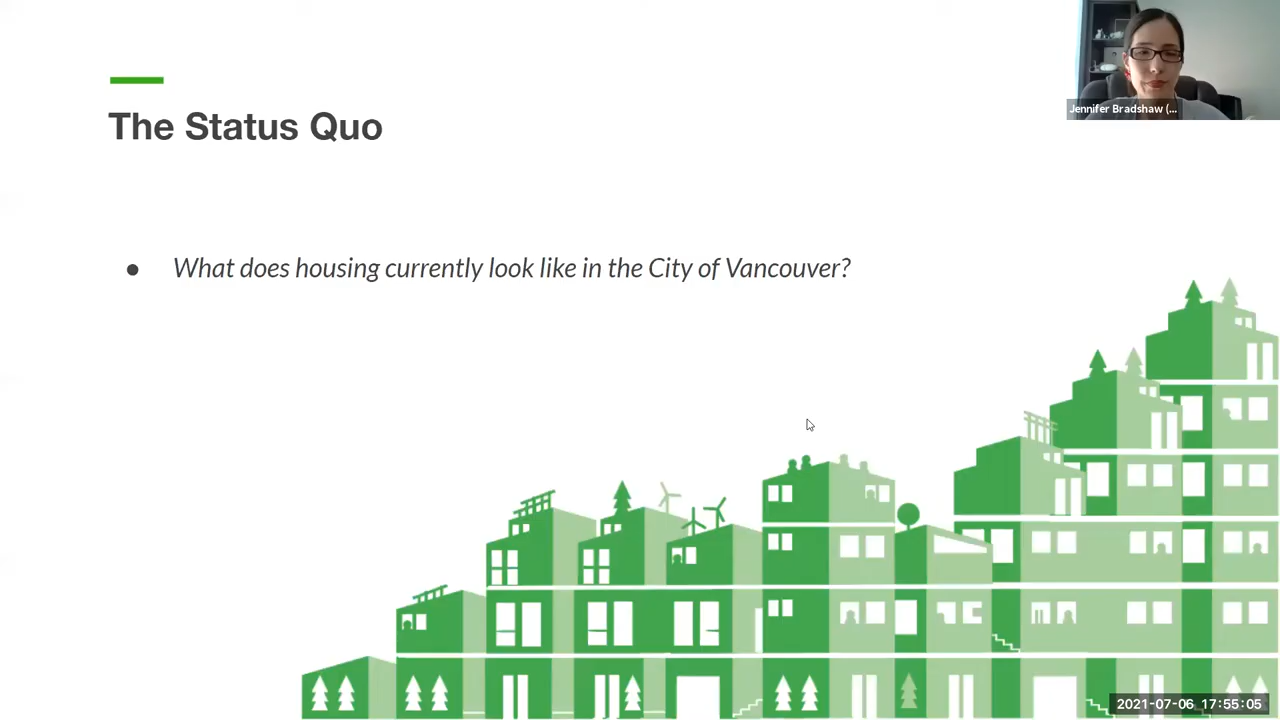 Jennifer Bradshaw (...
The Status Quo
● What does housing currently look like in the City of Vancouver?
2021-07-06 17:55:05